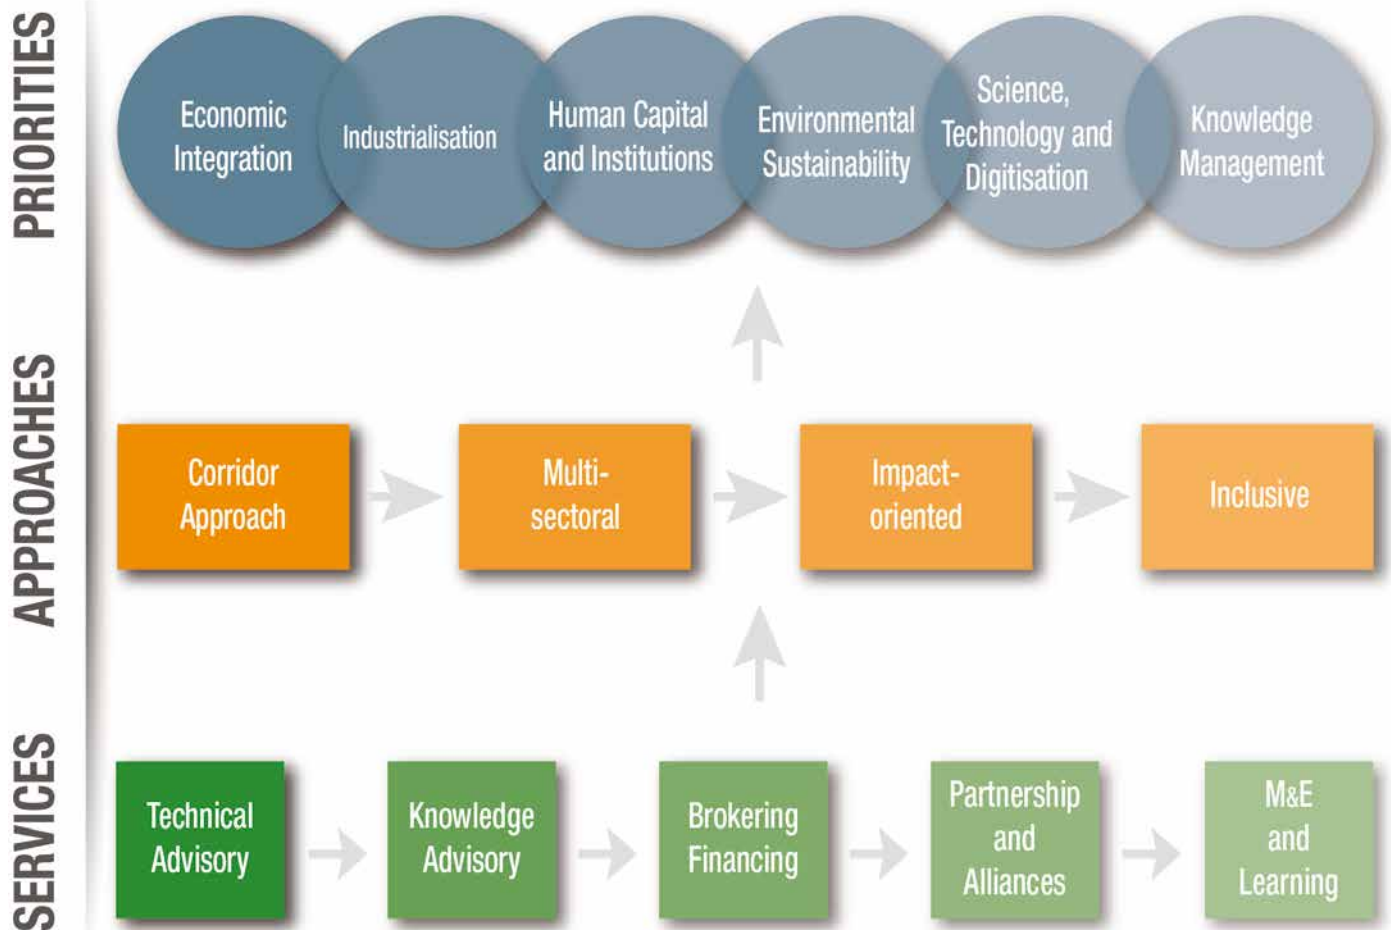 PRIORITIES
Economic
Integration
Industrialisation
Human Capital
and Institutions
Environmental
Sustainability
Science,
Technology and
Digitisation
Knowledge
Management
APPROACHES
Corridor
Approach
Multi-
sectoral
Impact-
oriented
Inclusive
SERVICES
Technical
Advisory
Knowledge
Advisory
Brokering
Financing
Partnership
and
Alliances
M&E
and
Learning